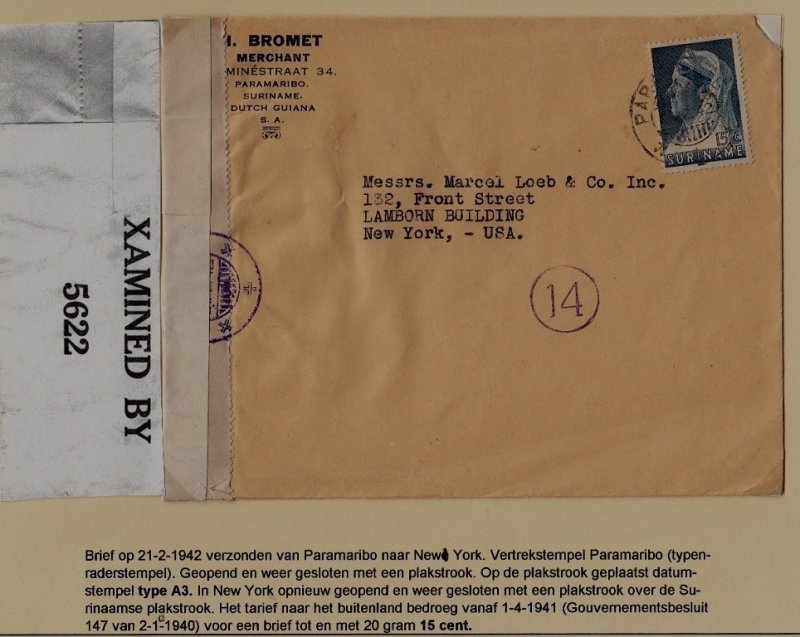 H. BROMET
MERCHANT
MINÉSTRAAT 34.
PARAMARIBO.
SURINAME.
DUTCH GUIANA
S. A.
15 c.
SURINAME
Messrs. Marcel Loeb & Co. Inc.
132, Front Street
LAMBORN BUILDING
New York, - USA.
14
XAMINED BY
5622
Brief op 21-2-1942 verzonden van Paramaribo naar New York. Vertrekstempel Paramaribo (typen-
raderstempel). Geopend en weer gesloten met een plakstrook. Op de plakstrook geplaatst datum-
stempel type A3. In New York opnieuw geopend en weer gesloten met een plakstrook over de Su-
rinaamse plakstrook. Het tarief naar het buitenland bedroeg vanaf 1-4-1941 (Gouvernementsbesluit
147 van 2-10-1940) voor een brief tot en met 20 gram 15 cent.